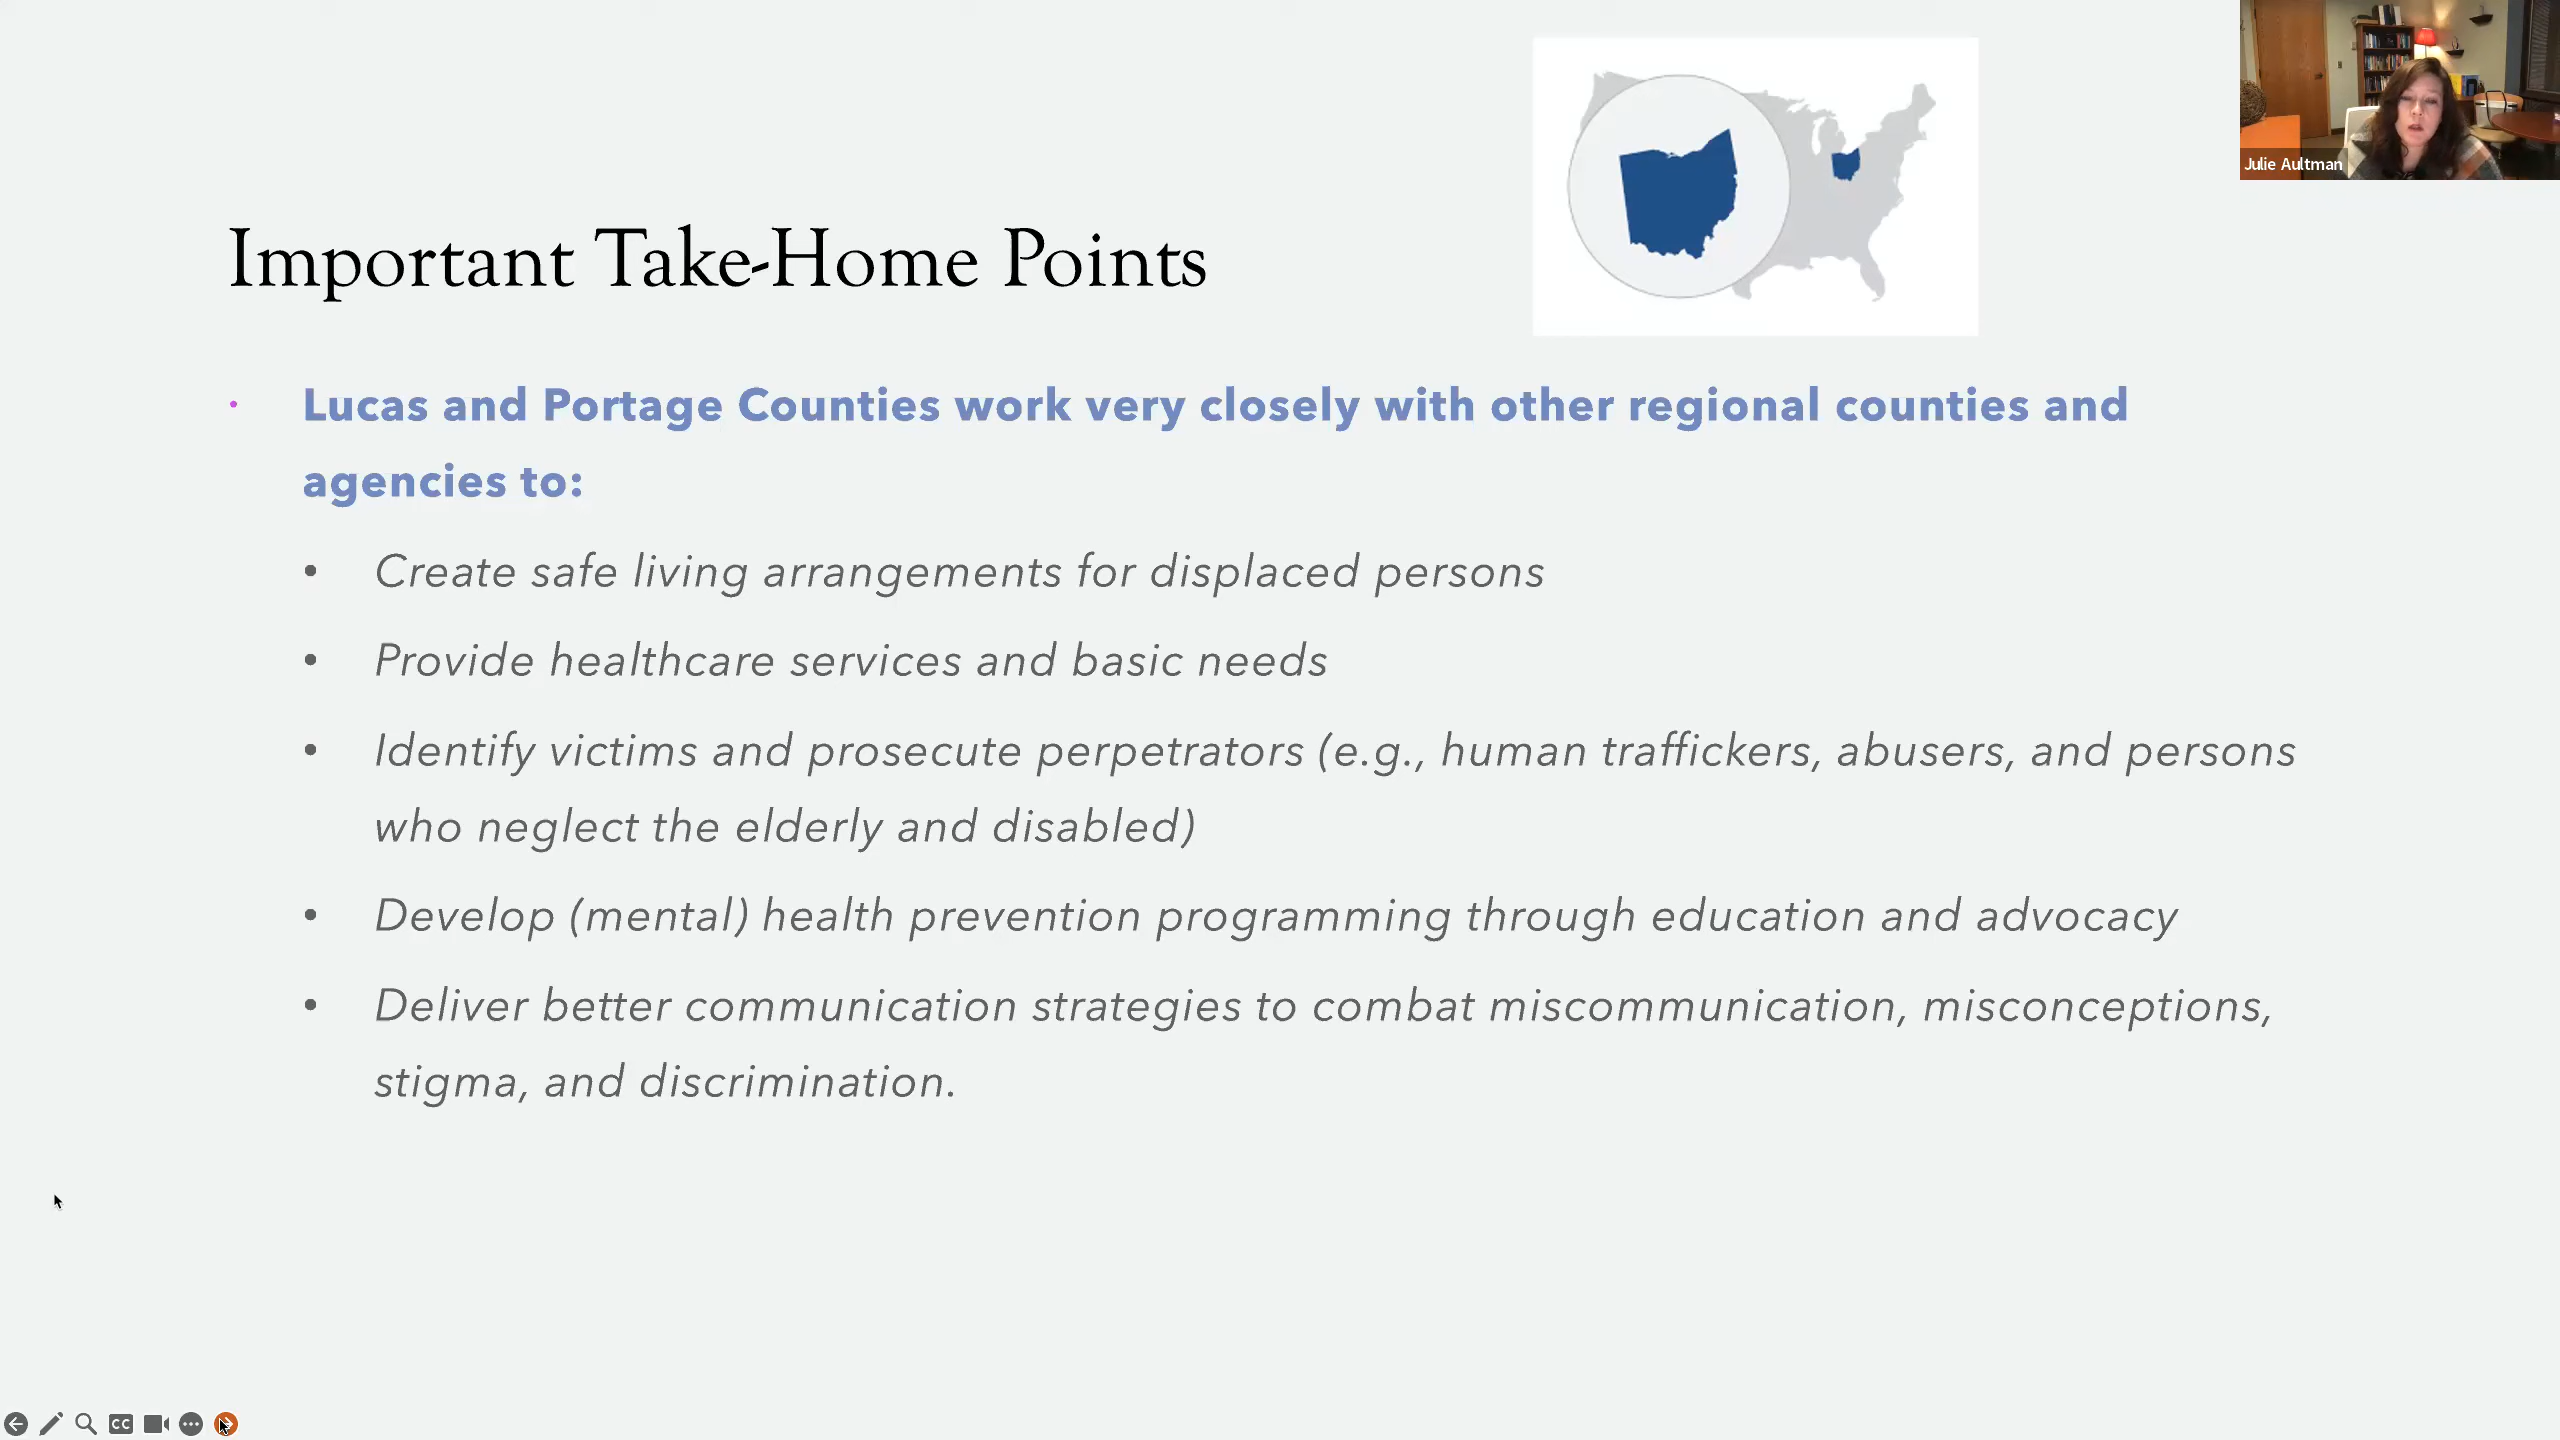 Julie Aultman
Important Take-Home Points
• Lucas and Portage Counties work very closely with other regional counties and
agencies to:
• Create safe living arrangements for displaced persons
• Provide healthcare services and basic needs
• Identify victims and prosecute perpetrators (e.g., human traffickers, abusers, and persons
who neglect the elderly and disabled)
• Develop (mental) health prevention programming through education and advocacy
• Deliver better communication strategies to combat miscommunication, misconceptions,
stigma, and discrimination.
CC